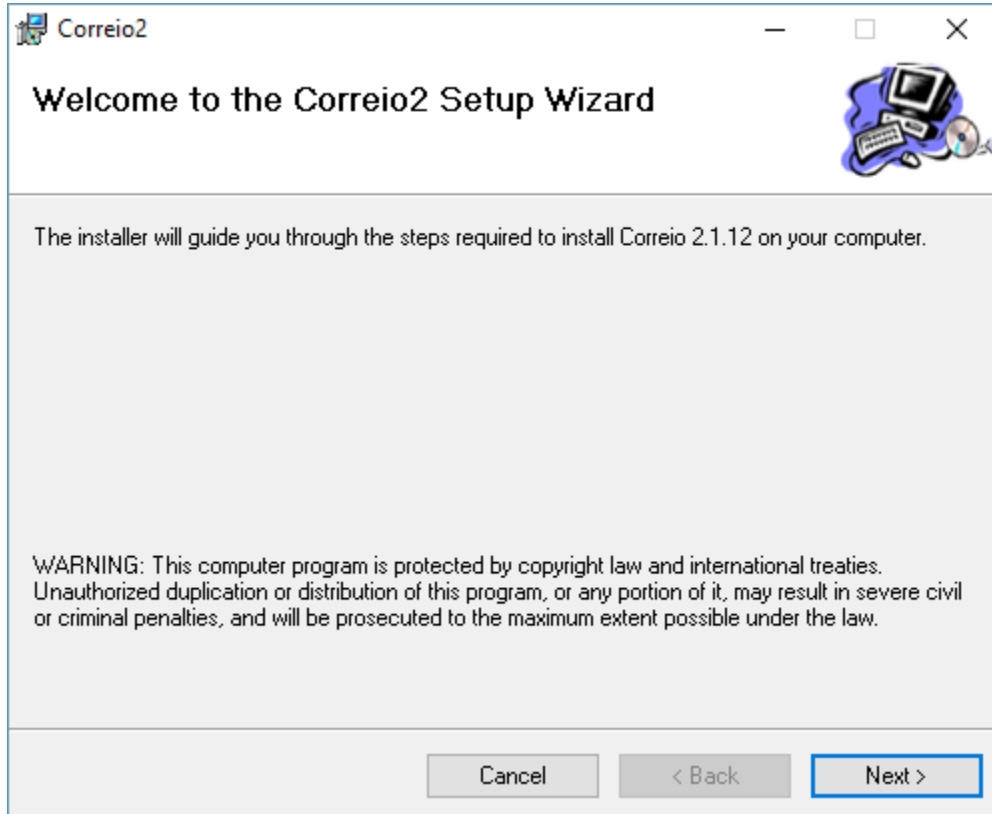 Correio2
Welcome to the Correio2 Setup Wizard
The installer will guide you through the steps required to install Correio 2.1.12 on your computer.
WARNING: This computer program is protected by copyright law and international treaties.
Unauthorized duplication or distribution of this program, or any portion of it, may result in severe civil
or criminal penalties, and will be prosecuted to the maximum extent possible under the law.
Cancel < Back Next >